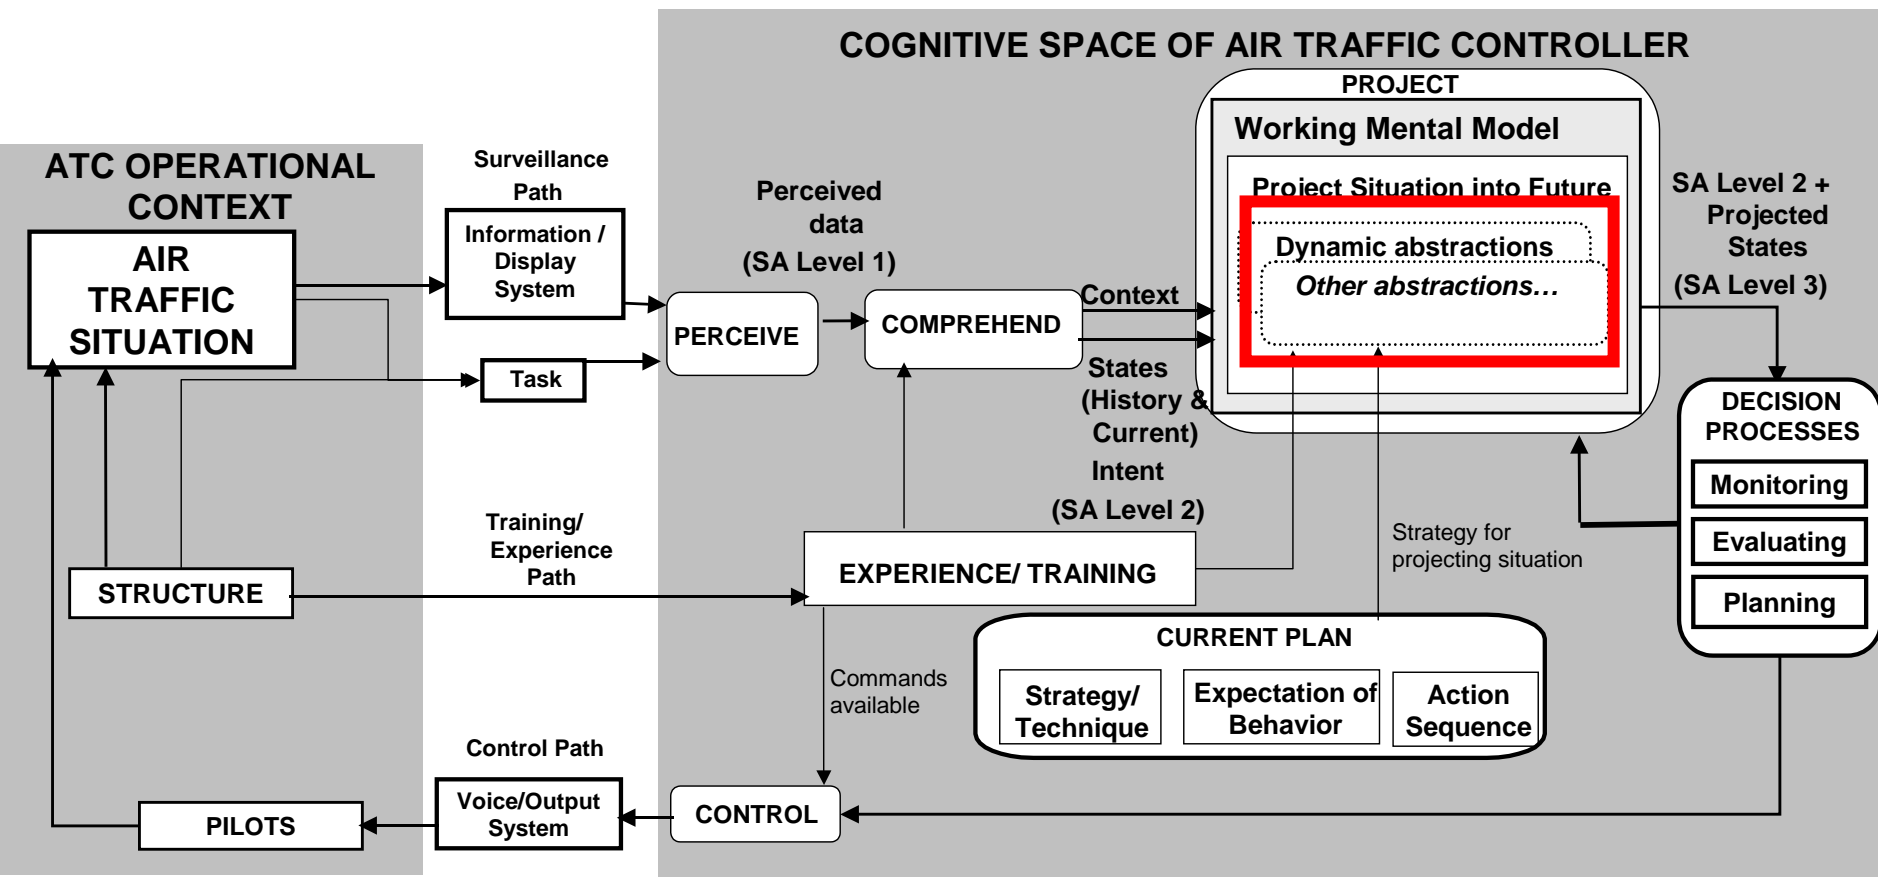 COGNITIVE SPACE OF AIR TRAFFIC CONTROLLER
PROJECT
Working Mental Model
Project Situation into Future
Dynamic abstractions
Other abstractions…
ATC OPERATIONAL
CONTEXT
AIR
TRAFFIC
SITUATION
Surveillance
Path
Information /
Display
System
Task
Perceived
data
(SA Level 1)
PERCEIVE
COMPREHEND
Context
States
(History &
Current)
Intent
(SA Level 2)
SA Level 2 +
Projected
States
(SA Level 3)
DECISION
PROCESSES
Monitoring
Evaluating
Planning
STRUCTURE
Training/
Experience
Path
EXPERIENCE/ TRAINING
Strategy for
projecting situation
CURRENT PLAN
Strategy/
Technique
Expectation of
Behavior
Action
Sequence
Commands
available
Control Path
Voice/Output
System
CONTROL
PILOTS